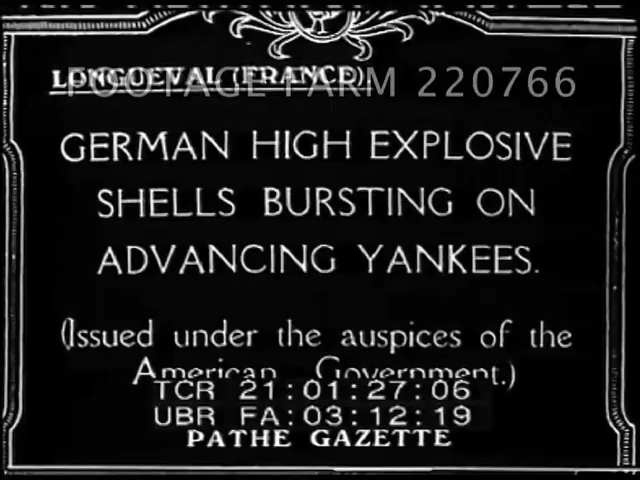 LONGUEVAL (FRANCE)
FOOTAGE FARM 220766
GERMAN HIGH EXPLOSIVE
SHELLS BURSTING ON
ADVANCING YANKEES.
(Issued under the auspices of the
American Government.)
TCR 21:01:27:06
UBR FA:03:12:19
PATHE GAZETTE